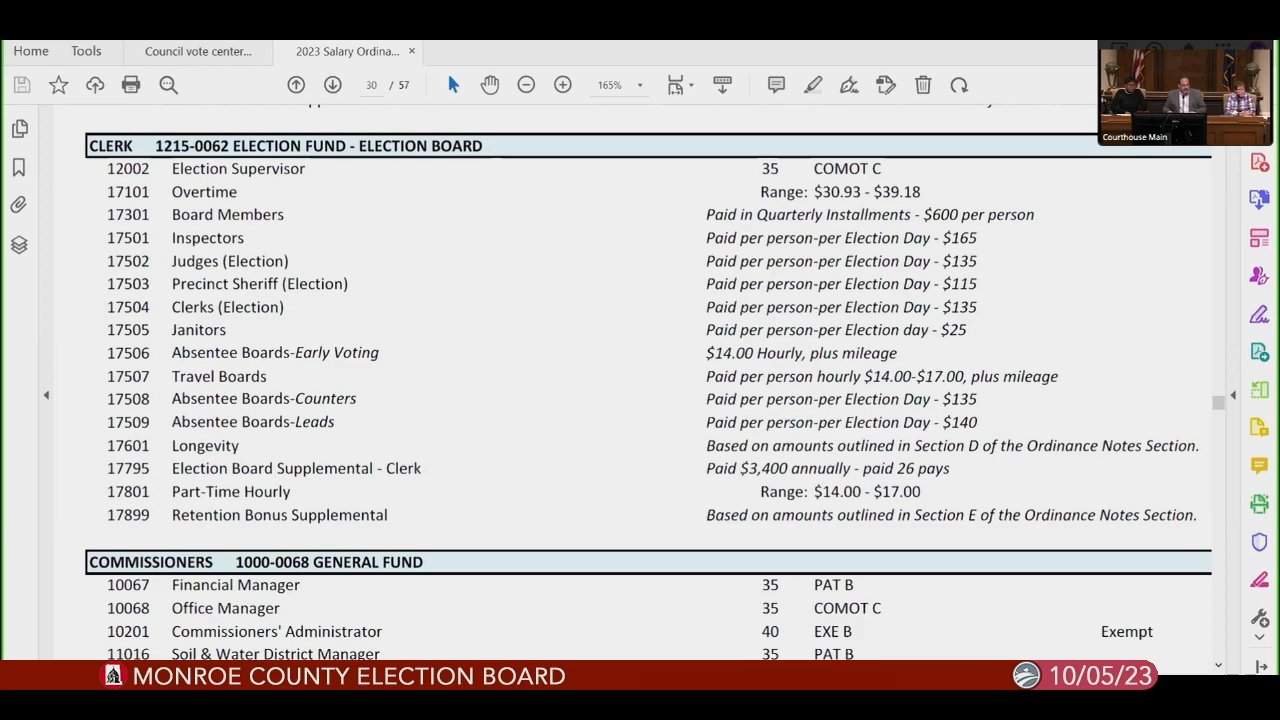 Home Tools Council vote center... 2023 Salary Ordina... ×
30 / 57 165%
CLERK 1215-0062 ELECTION FUND - ELECTION BOARD
12002 Election Supervisor 35 COMOT C
17101 Overtime Range: $30.93 - $39.18
17301 Board Members Paid in Quarterly Installments - $600 per person
17501 Inspectors Paid per person-per Election Day - $165
17502 Judges (Election) Paid per person-per Election Day - $135
17503 Precinct Sheriff (Election) Paid per person-per Election Day - $115
17504 Clerks (Election) Paid per person-per Election Day - $135
17505 Janitors Paid per person-per Election day - $25
17506 Absentee Boards-Early Voting $14.00 Hourly, plus mileage
17507 Travel Boards Paid per person hourly $14.00-$17.00, plus mileage
17508 Absentee Boards-Counters Paid per person-per Election Day - $135
17509 Absentee Boards-Leads Paid per person-per Election Day - $140
17601 Longevity Based on amounts outlined in Section D of the Ordinance Notes Section.
17795 Election Board Supplemental - Clerk Paid $3,400 annually - paid 26 pays
17801 Part-Time Hourly Range: $14.00 - $17.00
17899 Retention Bonus Supplemental Based on amounts outlined in Section E of the Ordinance Notes Section.
COMMISSIONERS 1000-0068 GENERAL FUND
10067 Financial Manager 35 PAT B
10068 Office Manager 35 COMOT C
10201 Commissioners' Administrator 40 EXE B Exempt
11016 Soil & Water District Manager 35 PAT B
Courthouse Main
MONROE COUNTY ELECTION BOARD 10/05/23